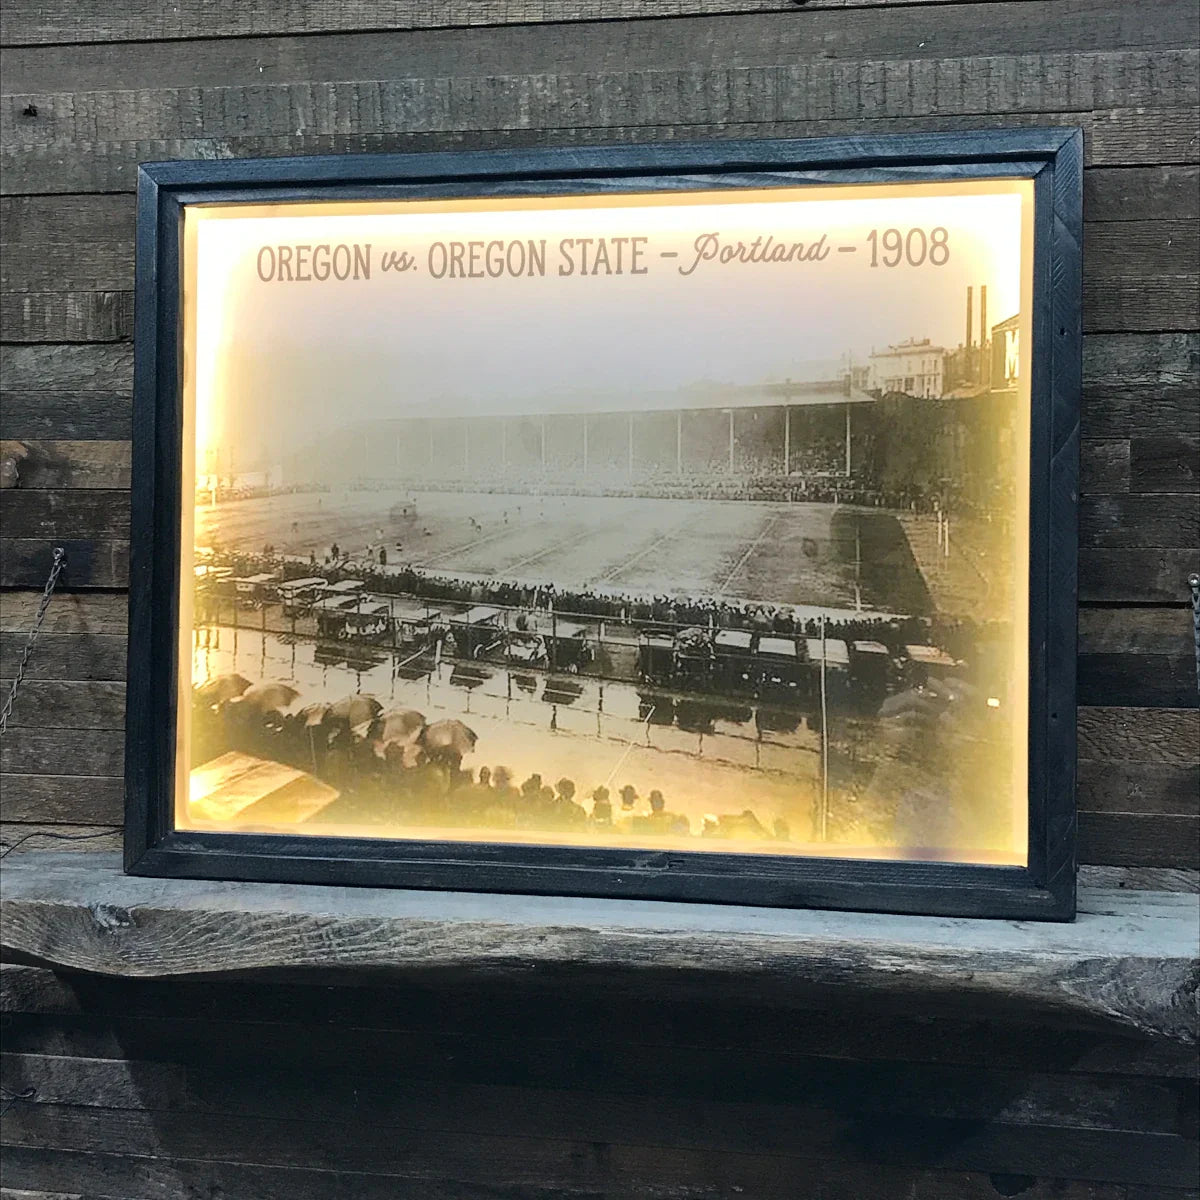 OREGON vs. OREGON STATE – Portland – 1908